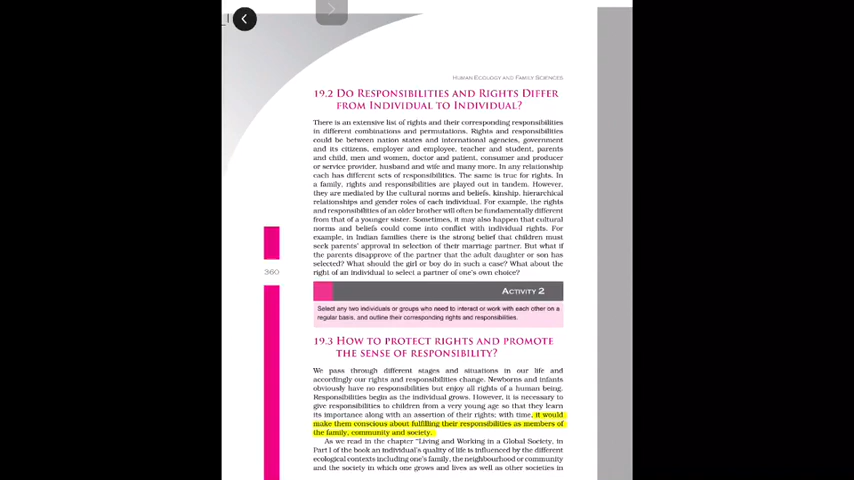 HUMAN ECOLOGY AND FAMILY SCIENCES
19.2 DO RESPONSIBILITIES AND RIGHTS DIFFER
FROM INDIVIDUAL TO INDIVIDUAL?
There is an extensive list of rights and their corresponding responsibilities
in different combinations and permutations. Rights and responsibilities
could be between nation states and international agencies, government
and its citizens, employer and employee, teacher and student, parents
and child, men and women, doctor and patient, consumer and producer
or service provider, husband and wife and many more. In any relationship
each has different sets of responsibilities. The same is true for rights. In
a family, rights and responsibilities are played out in tandem. However,
they are mediated by the cultural norms and beliefs, kinship, hierarchical
relationships and gender roles of each individual. For example, the rights
and responsibilities of an older brother will often be fundamentally different
from that of a younger sister. Sometimes, it may also happen that cultural
norms and beliefs could come into conflict with individual rights. For
example, in Indian families there is the strong belief that children must
seek parents' approval in selection of their marriage partner. But what if
the parents disapprove of the partner that the adult daughter or son has
selected? What should the girl or boy do in such a case? What about the
360
right of an individual to select a partner of one's own choice?
ACTIVITY 2
Select any two individuals or groups who need to interact or work with each other on a
regular basis, and outline their corresponding rights and responsibilities.
19.3 HOW TO PROTECT RIGHTS AND PROMOTE
THE SENSE OF RESPONSIBILITY?
We pass through different stages and situations in our life and
accordingly our rights and responsibilities change. Newborns and infants
obviously have no responsibilities but enjoy all rights of a human being.
Responsibilities begin as the individual grows. However, it is necessary to
give responsibilities to children from a very young age so that they learn
its importance along with an assertion of their rights; with time, it would
make them conscious about fulfilling their responsibilities as members of
the family, community and society.
As we read in the chapter "Living and Working in a Global Society, in
Part I of the book an individual's quality of life is influenced by the different
ecological contexts including one's family, the neighbourhood or community
and the society in which one grows and lives as well as other societies in